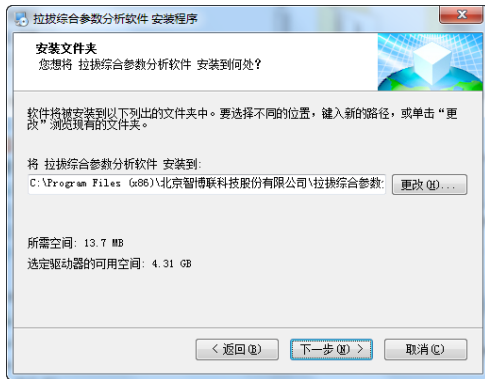 拉拔综合参数分析软件 安装程序
安装文件夹
您想将 拉拔综合参数分析软件 安装到何处?
软件将被安装到以下列出的文件夹中。要选择不同的位置，键入新的路径，或单击“更
改”浏览现有的文件夹。
将 拉拔综合参数分析软件 安装到:
C:\Program Files (x86)\北京智博联科技股份有限公司\拉拔综合参数
更改(H)...
所需空间: 13.7 MB
选定驱动器的可用空间: 4.31 GB
< 返回(B)
下一步(N) >
取消(C)